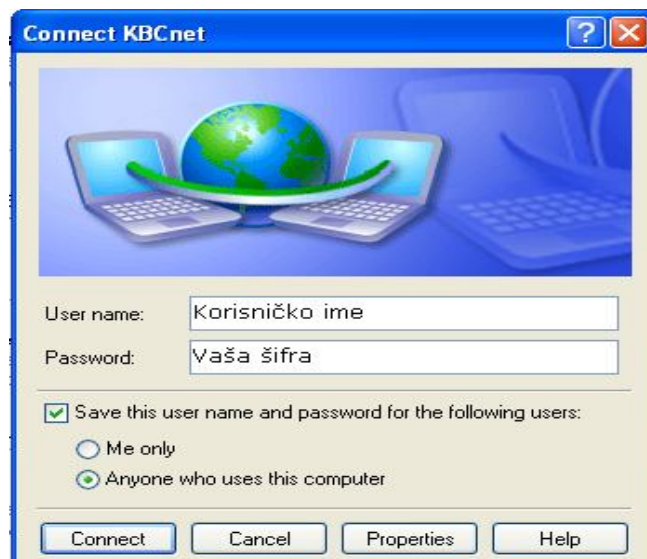 Connect KBCnet
User name: Korisničko ime
Password: Vaša šifra
Save this user name and password for the following users:
Me only
Anyone who uses this computer
Connect Cancel Properties Help